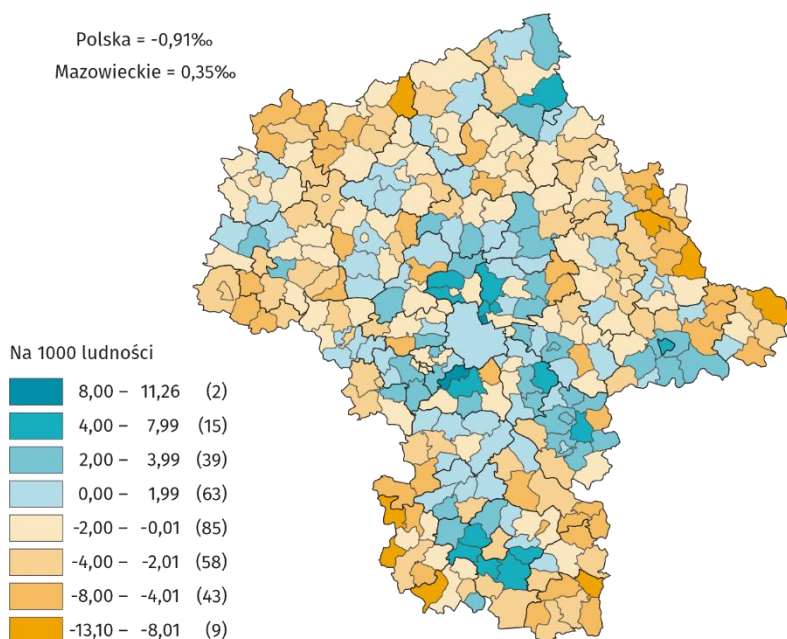 Polska = -0,91‰
Mazowieckie = 0,35‰
Na 1000 ludności
8,00 – 11,26 (2)
4,00 – 7,99 (15)
2,00 – 3,99 (39)
0,00 – 1,99 (63)
-2,00 – -0,01 (85)
-4,00 – -2,01 (58)
-8,00 – -4,01 (43)
-13,10 – -8,01 (9)